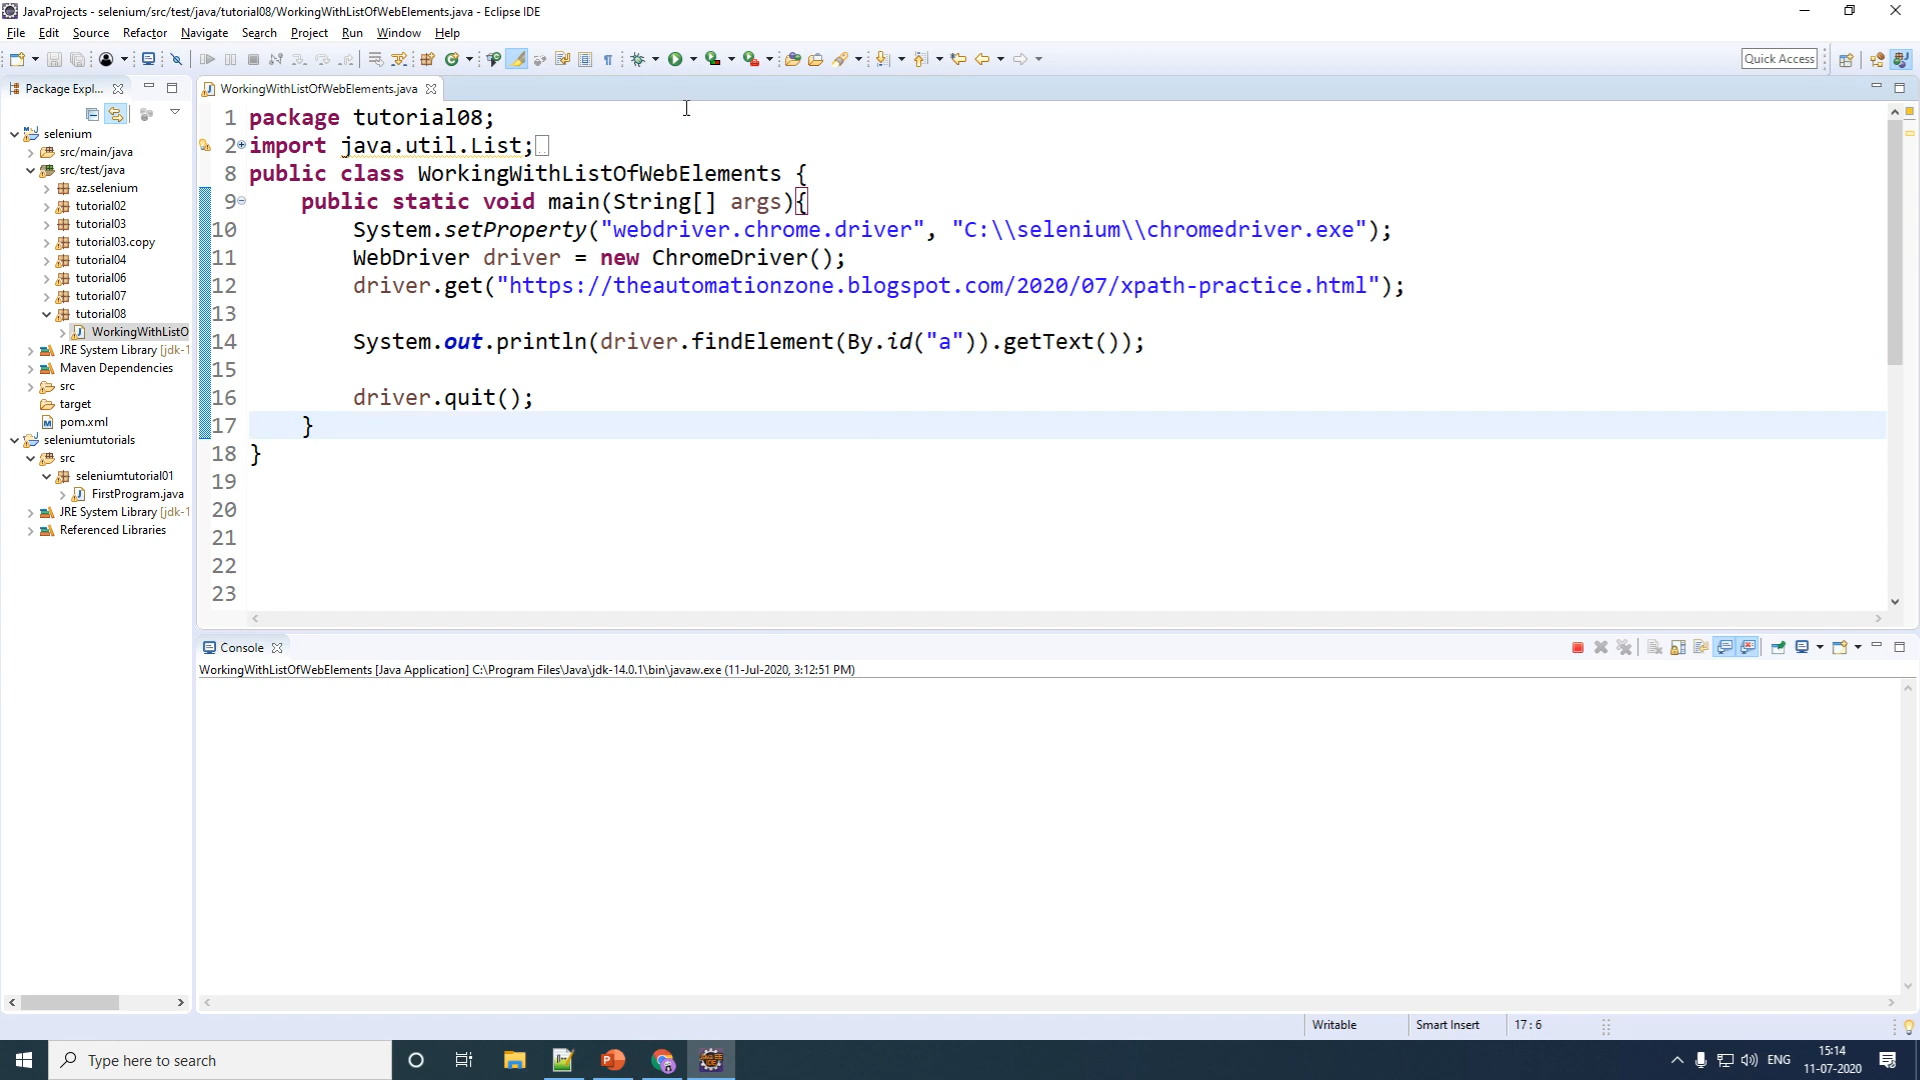 JavaProjects - selenium/src/test/java/tutorial08/WorkingWithListOfWebElements.java - Eclipse IDE
File Edit Source Refactor Navigate Search Project Run Window Help
Quick Access
Package Expl...
WorkingWithListOfWebElements.java
selenium
src/main/java
src/test/java
az.selenium
tutorial02
tutorial03
tutorial03.copy
tutorial04
tutorial06
tutorial07
tutorial08
WorkingWithListO
JRE System Library [jdk-1
Maven Dependencies
src
target
pom.xml
seleniumtutorials
src
seleniumtutorial01
FirstProgram.java
JRE System Library [jdk-1
Referenced Libraries
1 package tutorial08;
2 import java.util.List;
8 public class WorkingWithListOfWebElements {
9 public static void main(String[] args){
10 System.setProperty("webdriver.chrome.driver", "C:\\selenium\\chromedriver.exe");
11 WebDriver driver = new ChromeDriver();
12 driver.get("https://theautomationzone.blogspot.com/2020/07/xpath-practice.html");
13
14 System.out.println(driver.findElement(By.id("a")).getText());
15
16 driver.quit();
17 }
18 }
19
20
21
22
23
Console
WorkingWithListOfWebElements [Java Application] C:\Program Files\Java\jdk-14.0.1\bin\javaw.exe (11-Jul-2020, 3:12:51 PM)
Writable Smart Insert 17 : 6
Type here to search
ENG
15:14
11-07-2020